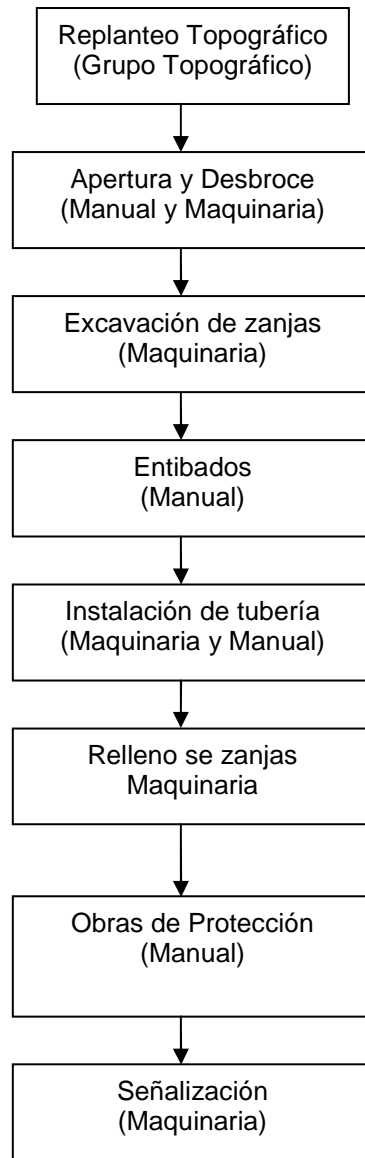 Replanteo Topográfico
(Grupo Topográfico)
Apertura y Desbroce
(Manual y Maquinaria)
Excavación de zanjas
(Maquinaria)
Entibados
(Manual)
Instalación de tubería
(Maquinaria y Manual)
Relleno se zanjas
Maquinaria
Obras de Protección
(Manual)
Señalización
(Maquinaria)